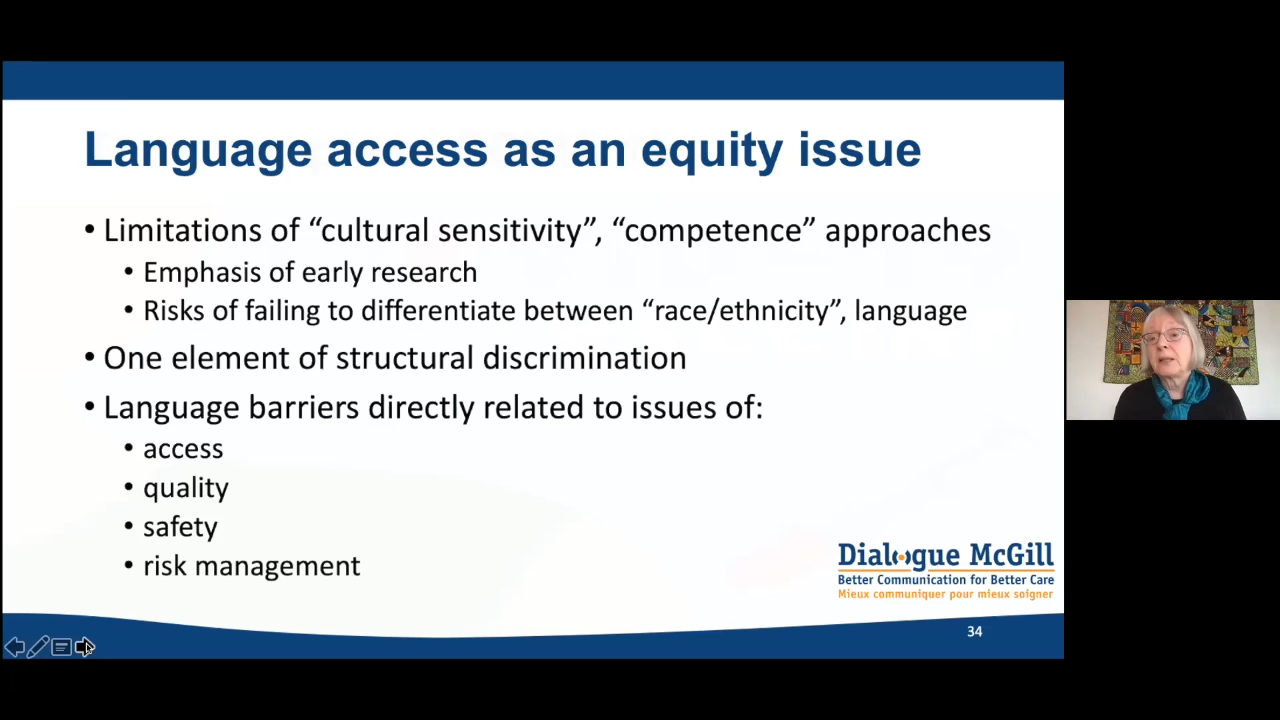 Language access as an equity issue
• Limitations of “cultural sensitivity”, “competence” approaches
• Emphasis of early research
• Risks of failing to differentiate between “race/ethnicity”, language
• One element of structural discrimination
• Language barriers directly related to issues of:
• access
• quality
• safety
• risk management
Dialogue McGill
Better Communication for Better Care
Mieux communiquer pour mieux soigner
34